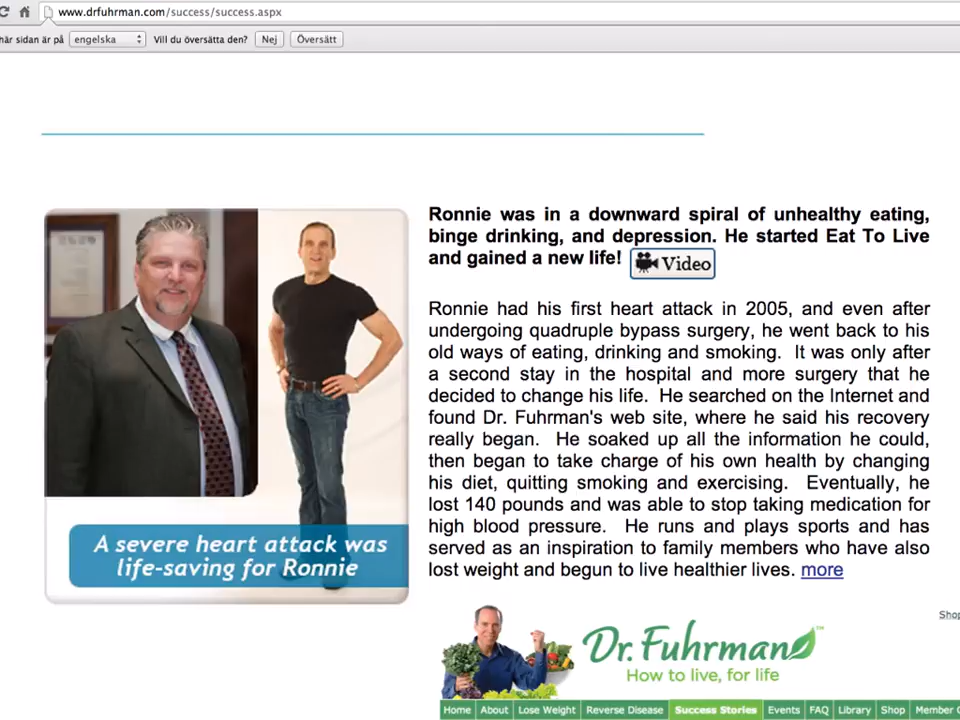 www.drfuhrman.com/success/success.aspx
här sidan är på engelska Vill du översätta den? Nej Översätt
Ronnie was in a downward spiral of unhealthy eating,
binge drinking, and depression. He started Eat To Live
and gained a new life! Video
Ronnie had his first heart attack in 2005, and even after
undergoing quadruple bypass surgery, he went back to his
old ways of eating, drinking and smoking. It was only after
a second stay in the hospital and more surgery that he
decided to change his life. He searched on the Internet and
found Dr. Fuhrman's web site, where he said his recovery
really began. He soaked up all the information he could,
then began to take charge of his own health by changing
his diet, quitting smoking and exercising. Eventually, he
lost 140 pounds and was able to stop taking medication for
high blood pressure. He runs and plays sports and has
served as an inspiration to family members who have also
lost weight and begun to live healthier lives. more
A severe heart attack was
life-saving for Ronnie
Dr. Fuhrman™
How to live, for life
Shop
Home About Lose Weight Reverse Disease Success Stories Events FAQ Library Shop Member